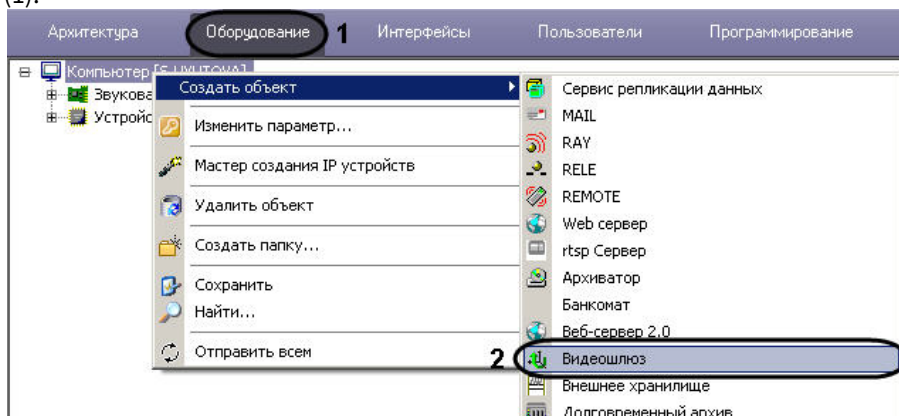 (1).
Архитектура Оборудование 1 Интерфейсы Пользователи Программирование
Компьютер
Звукова
Устройс
Создать объект
Изменить параметр...
Мастер создания IP устройств
Удалить объект
Создать папку...
Сохранить
Найти...
Отправить всем
Сервис репликации данных
MAIL
RAY
RELE
REMOTE
Web сервер
rtsp Сервер
Архиватор
Банкомат
Веб-сервер 2.0
2 Видеошлюз
Внешнее хранилище
Долговременный архив